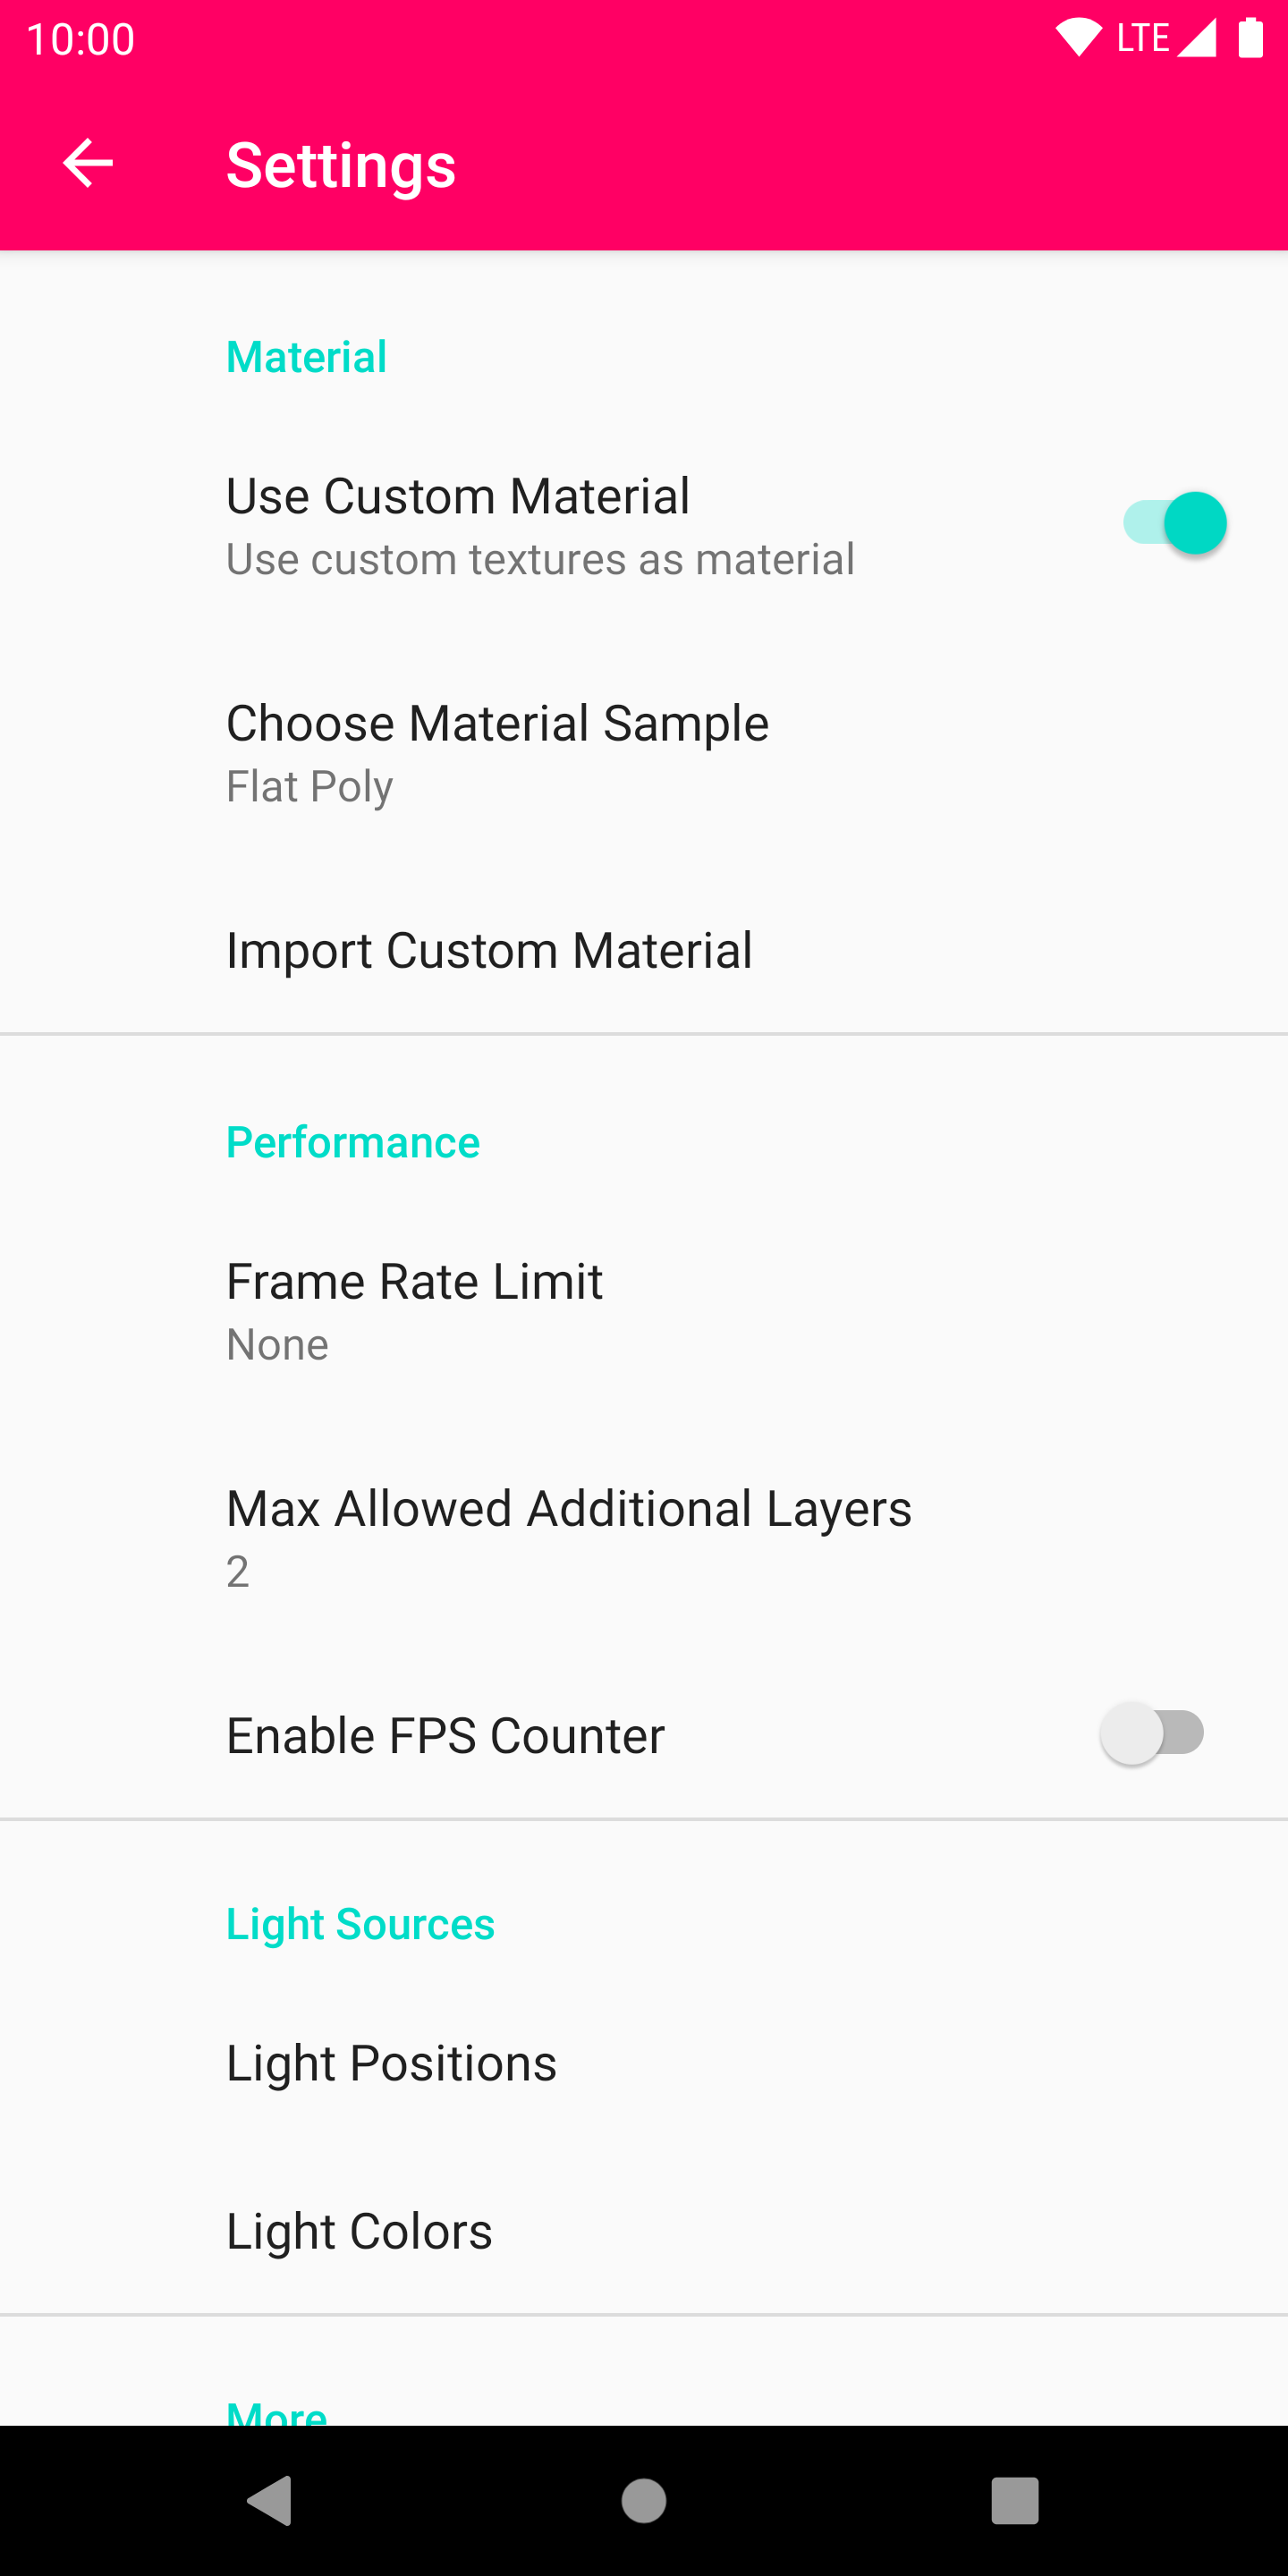 10:00
LTE
Settings
Material
Use Custom Material
Use custom textures as material
Choose Material Sample
Flat Poly
Import Custom Material
Performance
Frame Rate Limit
None
Max Allowed Additional Layers
2
Enable FPS Counter
Light Sources
Light Positions
Light Colors
More